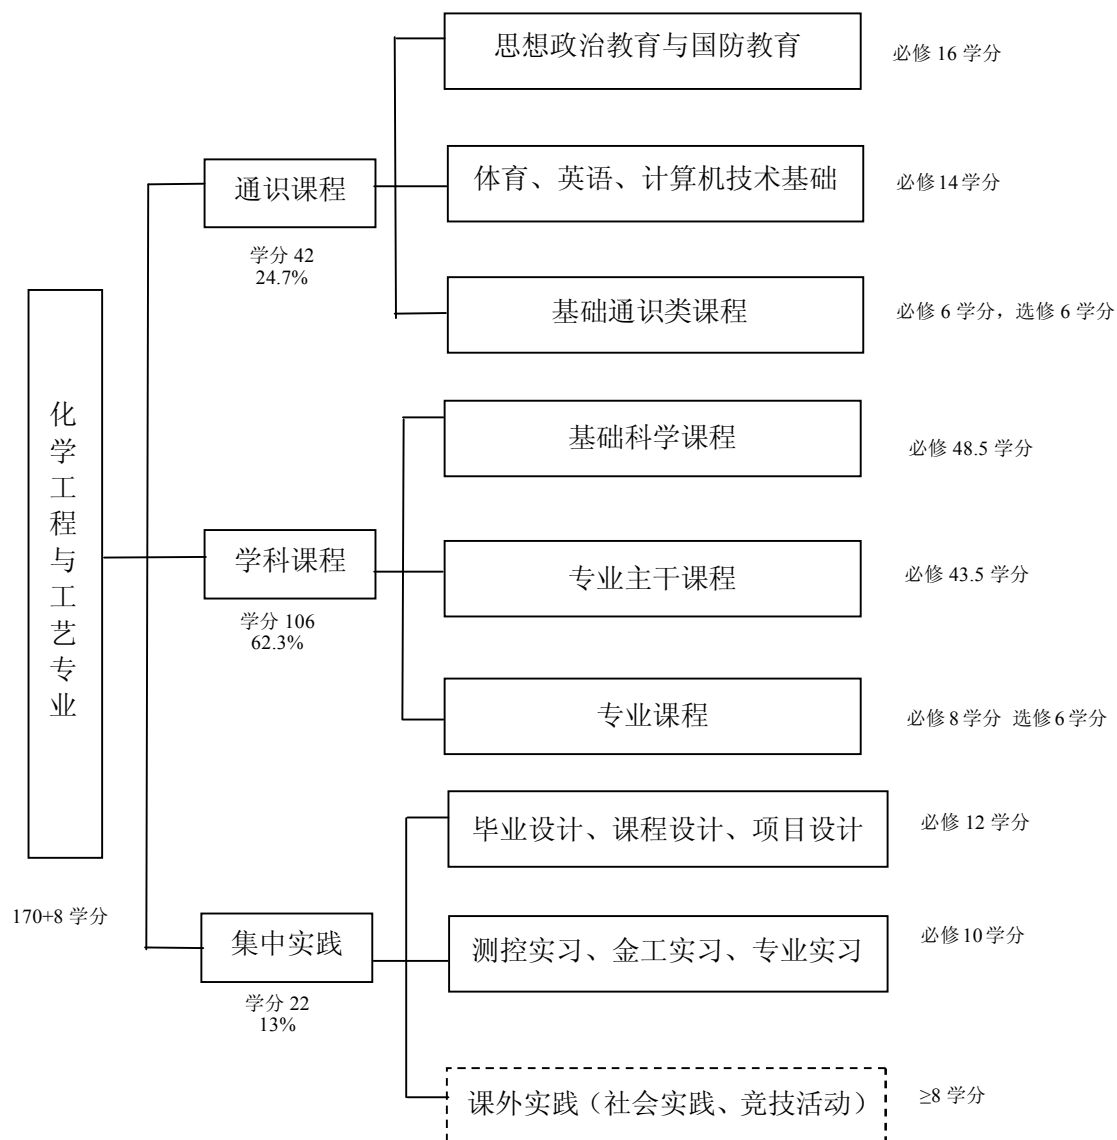 思想政治教育与国防教育
必修 16 学分
通识课程
学分 42
24.7%
体育、英语、计算机技术基础
必修14 学分
基础通识类课程
必修 6 学分，选修 6 学分
化学工程与工艺专业
170+8 学分
基础科学课程
必修 48.5 学分
学科课程
学分 106
62.3%
专业主干课程
必修 43.5 学分
专业课程
必修 8 学分 选修 6 学分
毕业设计、课程设计、项目设计
必修 12 学分
集中实践
学分 22
13%
测控实习、金工实习、专业实习
必修10 学分
课外实践（社会实践、竞技活动）
≥8 学分